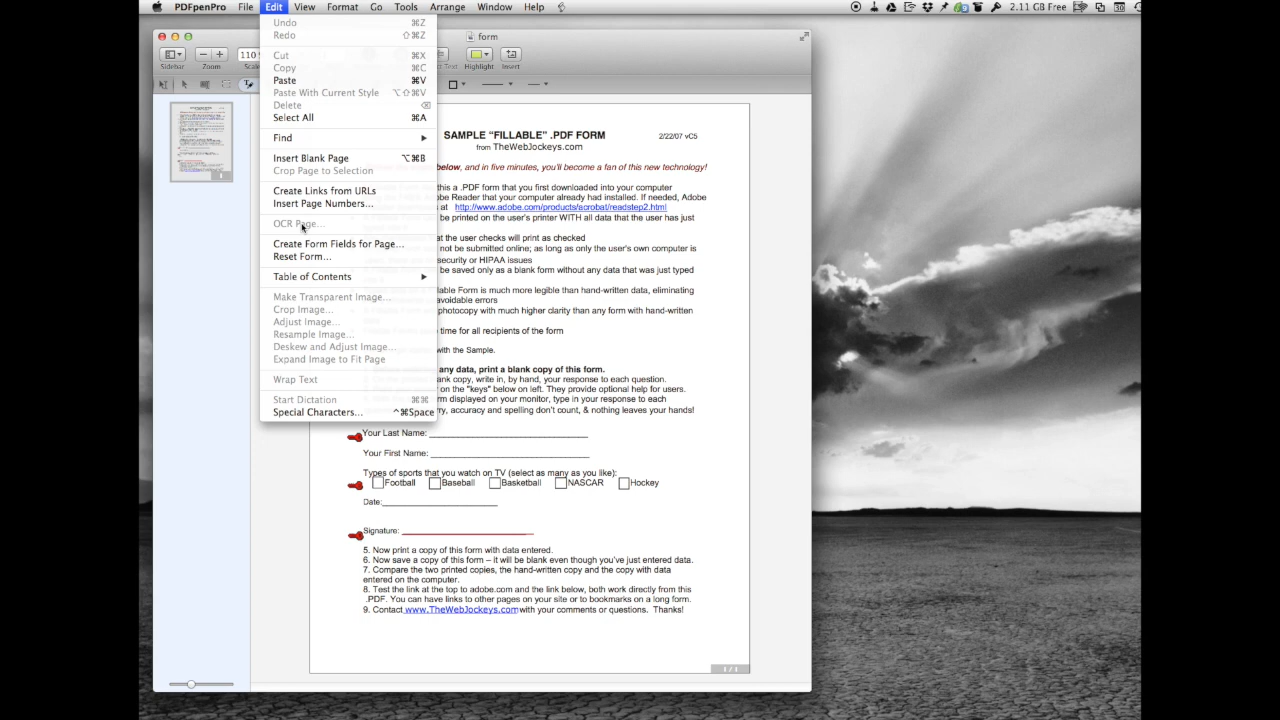 PDFpenPro File Edit View Format Go Tools Arrange Window Help 2.11 GB Free
form
110
Sidebar Zoom Highlight Insert
Undo ⌘Z
Redo ⇧⌘Z
Cut ⌘X
Copy ⌘C
Paste ⌘V
Paste With Current Style ⌥⇧⌘V
Delete ⌫
Select All ⌘A
Find
Insert Blank Page ⌥⌘B
Crop Page to Selection
Create Links from URLs
Insert Page Numbers...
OCR Page...
Create Form Fields for Page...
Reset Form...
Table of Contents
Make Transparent Image...
Crop Image...
Adjust Image...
Resample Image...
Deskew and Adjust Image...
Expand Image to Fit Page
Wrap Text
Start Dictation ⌘⌘
Special Characters... ^⌘Space
SAMPLE "FILLABLE" .PDF FORM 2/22/07 vC5
from TheWebJockeys.com
below, and in five minutes, you'll become a fan of this new technology!
this a .PDF form that you first downloaded into your computer
Adobe Reader that your computer already had installed. If needed, Adobe
at http://www.adobe.com/products/acrobat/readstep2.html
be printed on the user's printer WITH all data that the user has just
that the user checks will print as checked
not be submitted online; as long as only the user's own computer is
security or HIPAA issues
be saved only as a blank form without any data that was just typed
Form is much more legible than hand-written data, eliminating
avoidable errors
photocopy with much higher clarity than any form with hand-written
time for all recipients of the form
with the Sample.
any data, print a blank copy of this form.
copy, write in, by hand, your response to each question.
on the "keys" below on left. They provide optional help for users.
form displayed on your monitor, type in your response to each
accuracy and spelling don't count, & nothing leaves your hands!
Your Last Name:
Your First Name:
Types of sports that you watch on TV (select as many as you like):
Football Baseball Basketball NASCAR Hockey
Date:
Signature:
5. Now print a copy of this form with data entered.
6. Now save a copy of this form – it will be blank even though you've just entered data.
7. Compare the two printed copies, the hand-written copy and the copy with data
entered on the computer.
8. Test the link at the top to adobe.com and the link below, both work directly from this
.PDF. You can have links to other pages on your site or to bookmarks on a long form.
9. Contact www.TheWebJockeys.com with your comments or questions. Thanks!
1 / 1